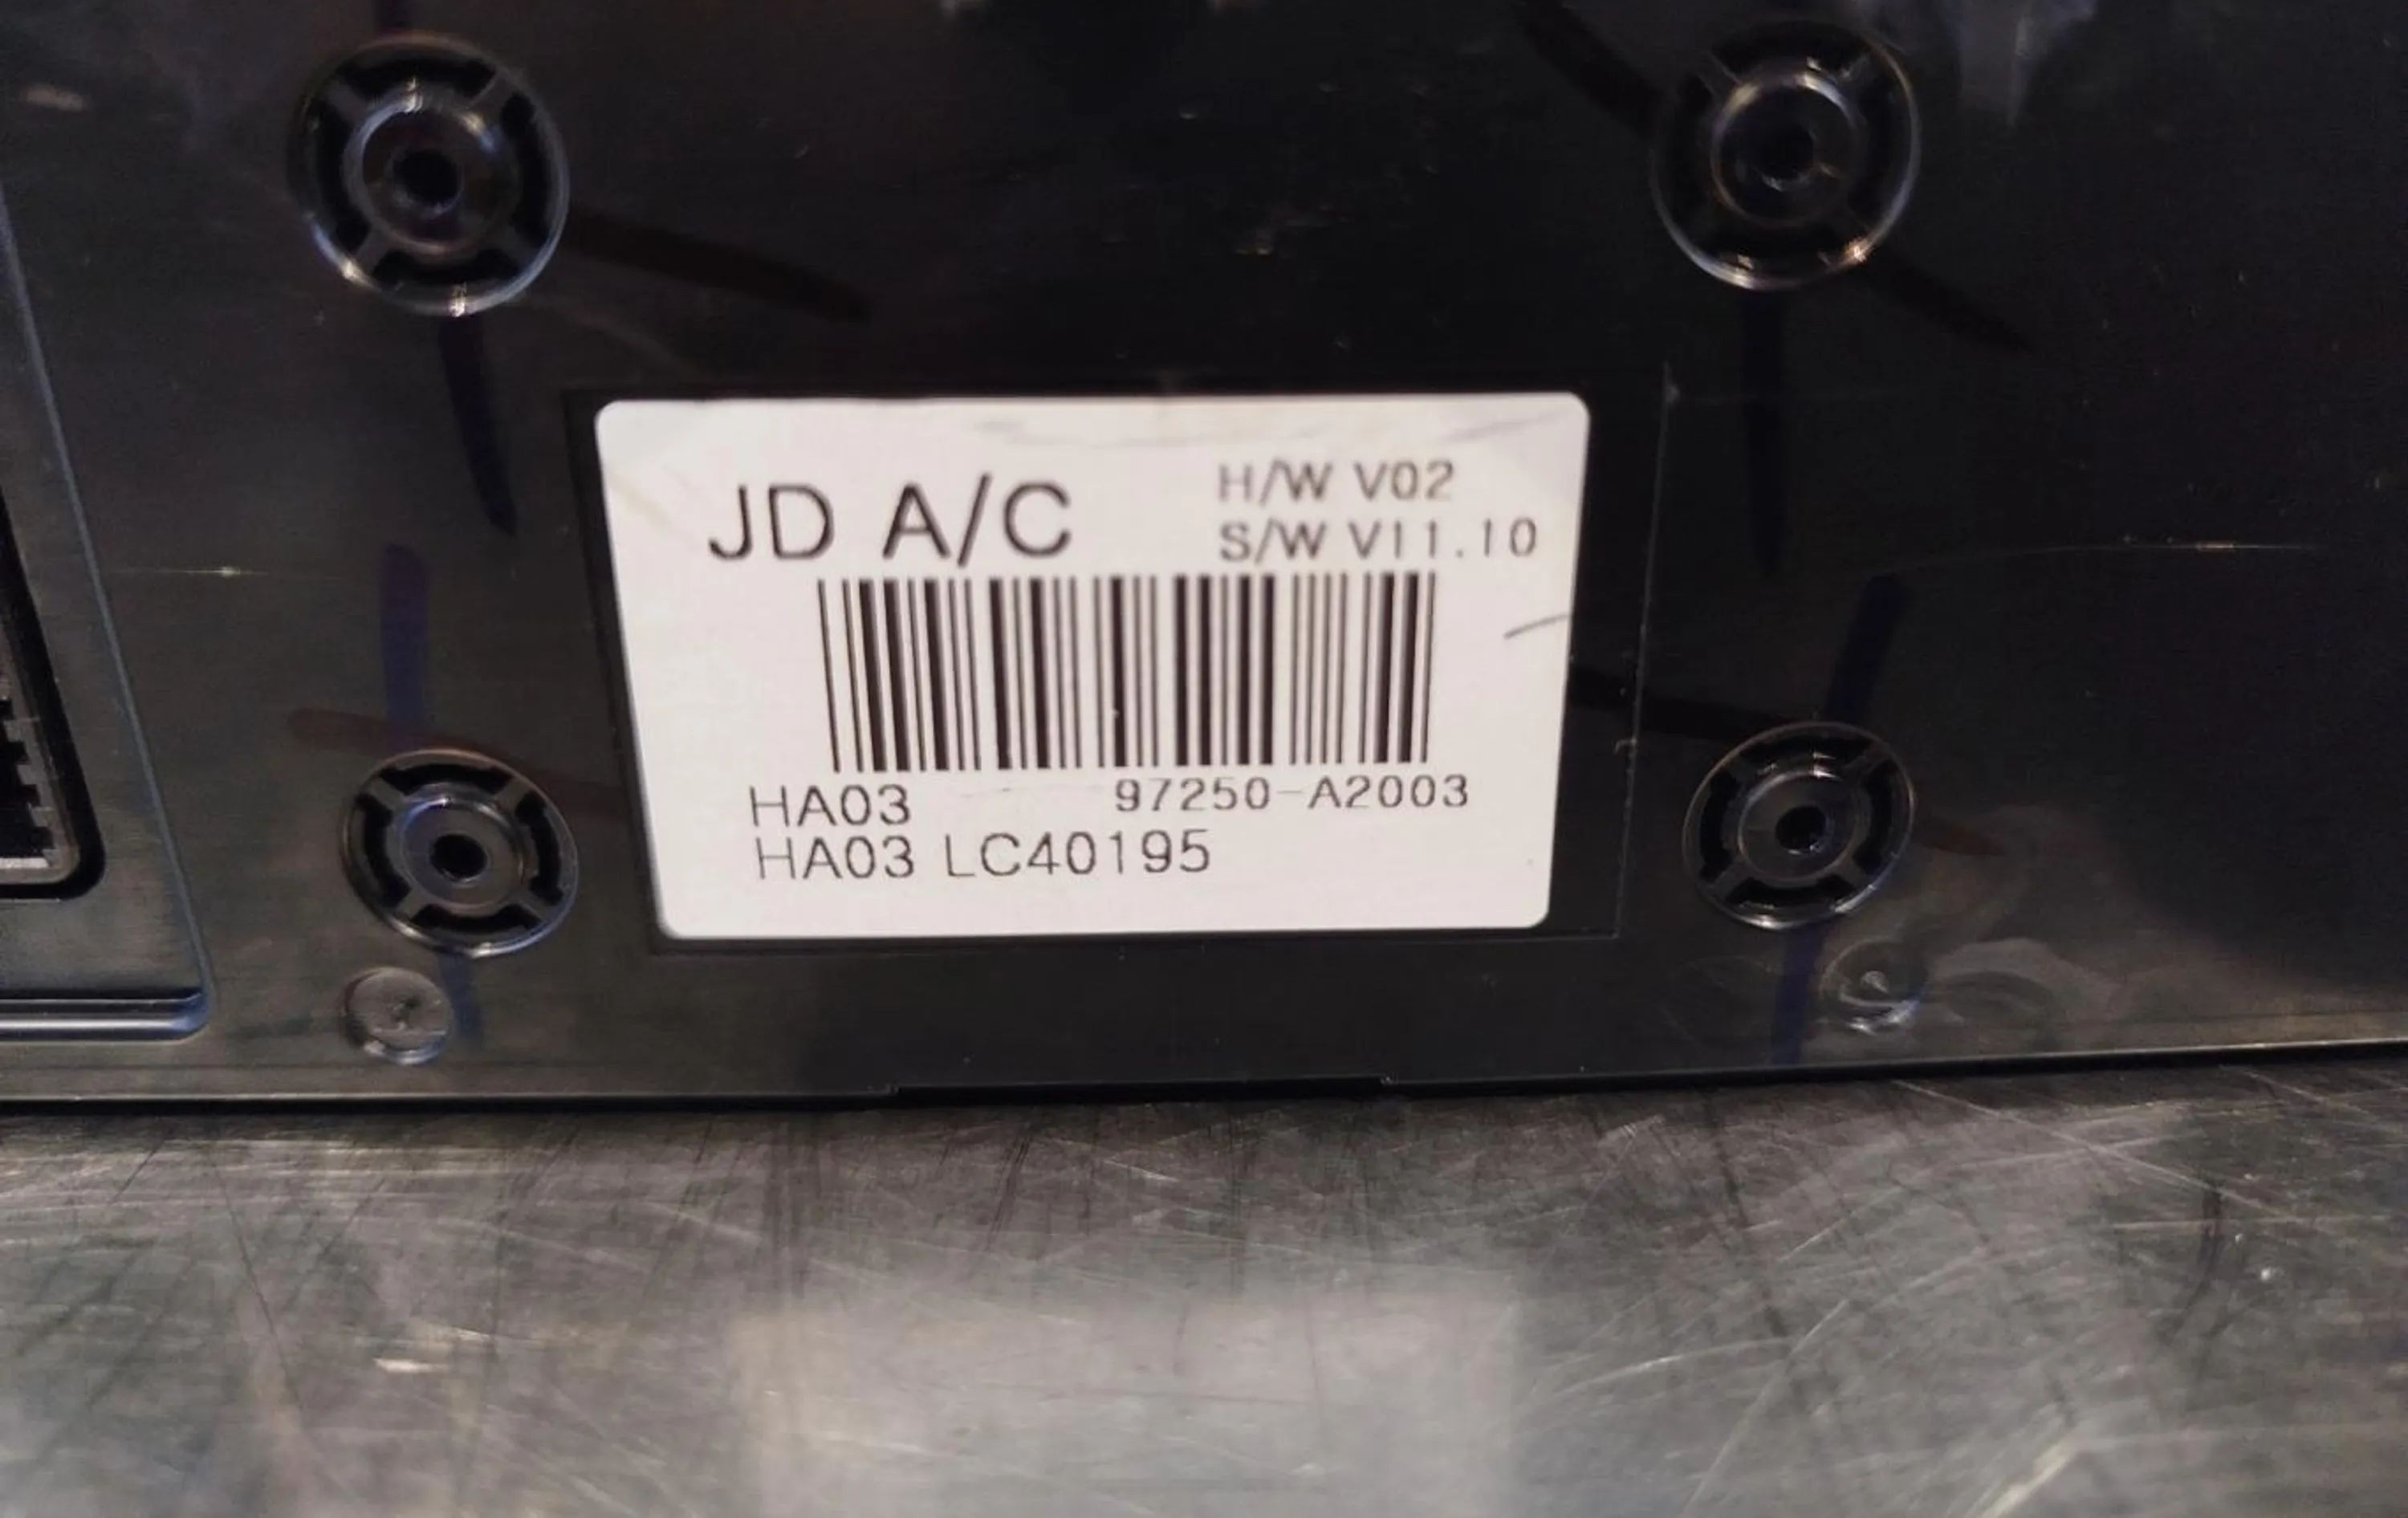 JD A/C
H/W V02
S/W V11.10
HA03 97250-A2003
HA03 LC40195